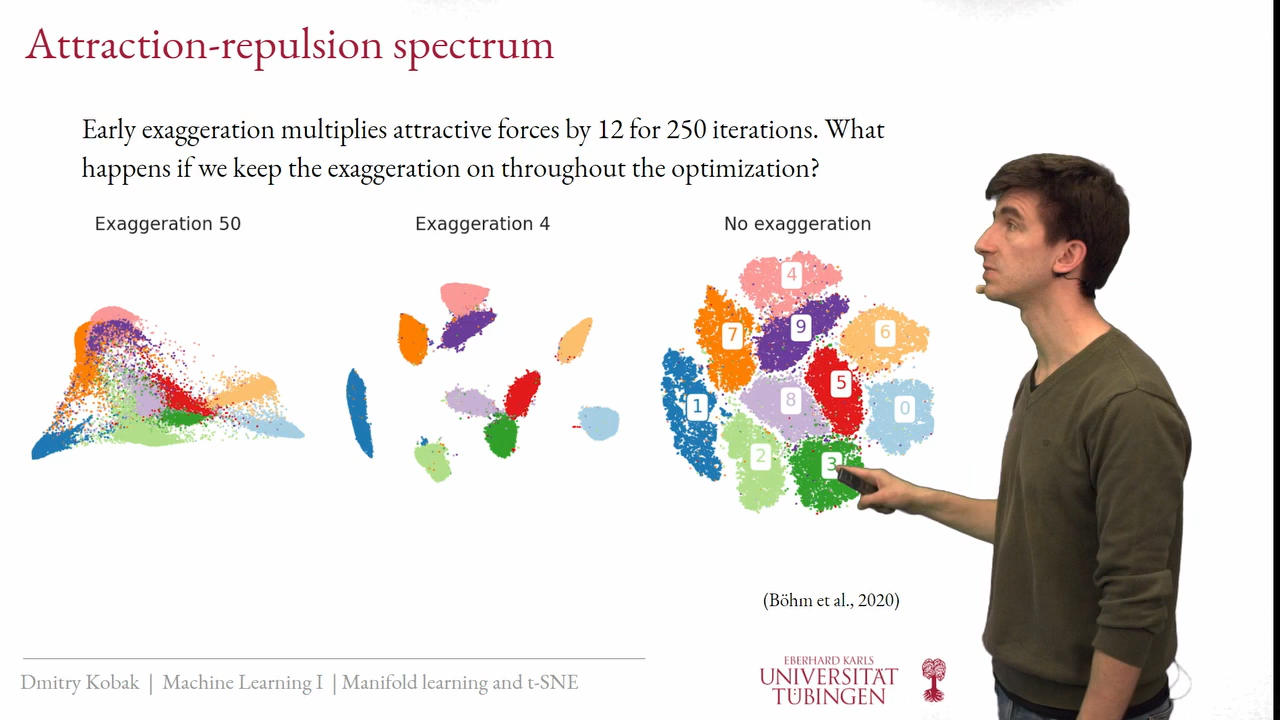 Attraction-repulsion spectrum
Early exaggeration multiplies attractive forces by 12 for 250 iterations. What
happens if we keep the exaggeration on throughout the optimization?
Exaggeration 50
Exaggeration 4
No exaggeration
4
7
9
6
5
1
8
0
2
3
(Böhm et al., 2020)
Dmitry Kobak | Machine Learning I | Manifold learning and t-SNE
EBERHARD KARLS
UNIVERSITÄT
TÜBINGEN